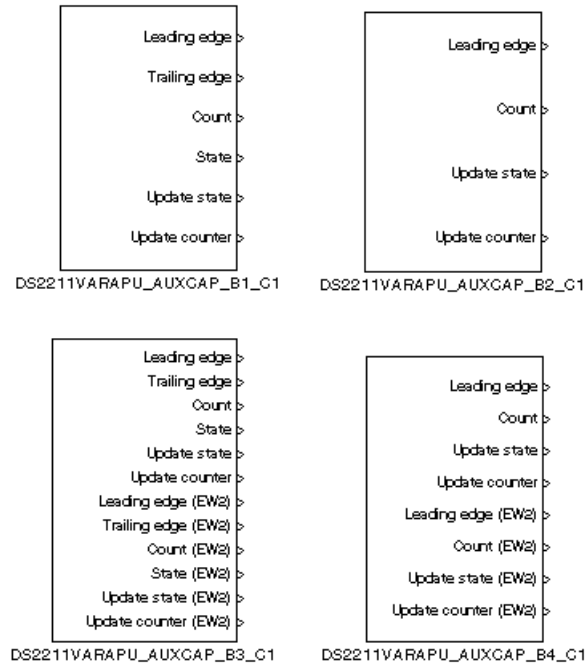 Leading edge
Trailing edge
Count
State
Update state
Update counter
DS2211VARAPU_AUXCAP_B1_C1
Leading edge
Count
Update state
Update counter
DS2211VARAPU_AUXCAP_B2_C1
Leading edge
Trailing edge
Count
State
Update state
Update counter
Leading edge (EW2)
Trailing edge (EW2)
Count (EW2)
State (EW2)
Update state (EW2)
Update counter (EW2)
DS2211VARAPU_AUXCAP_B3_C1
Leading edge
Count
Update state
Update counter
Leading edge (EW2)
Count (EW2)
Update state (EW2)
Update counter (EW2)
DS2211VARAPU_AUXCAP_B4_C1